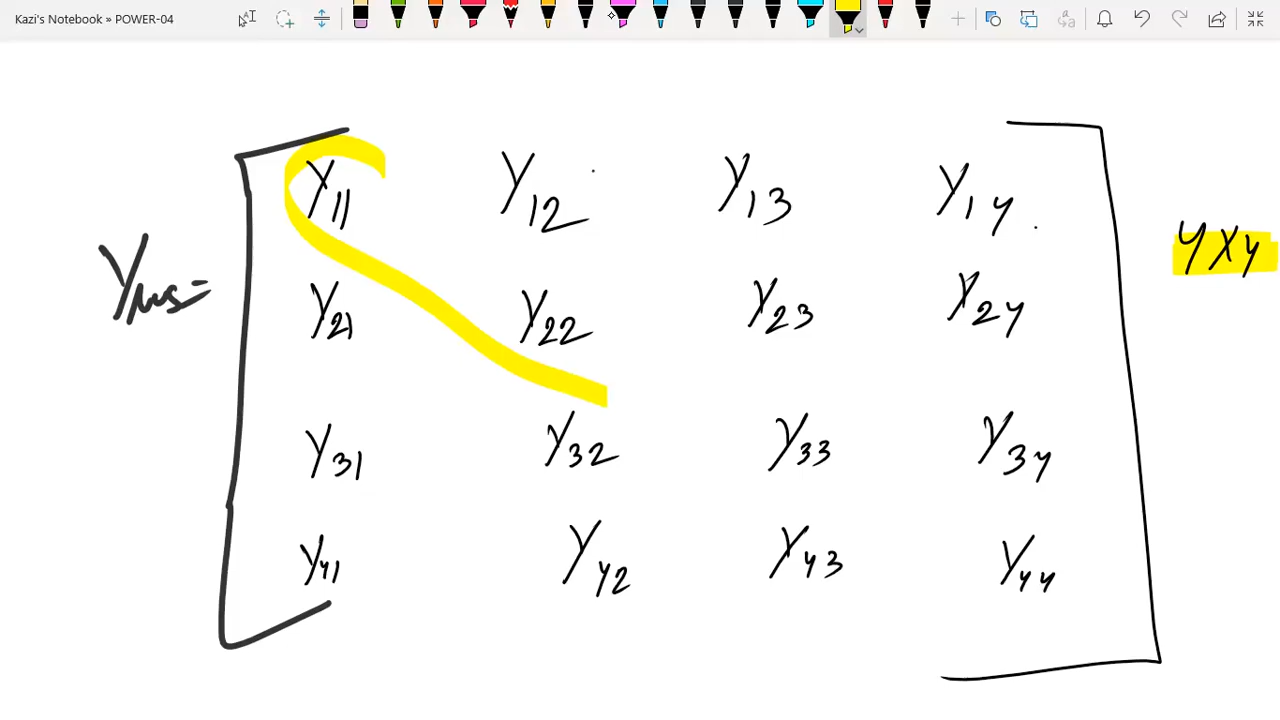 Kazi's Notebook » POWER-04
Y11 Y12 Y13 Y14
Ybus= 4X4
Y21 Y22 Y23 Y24
Y31 Y32 Y33 Y34
Y41 Y42 Y43 Y44